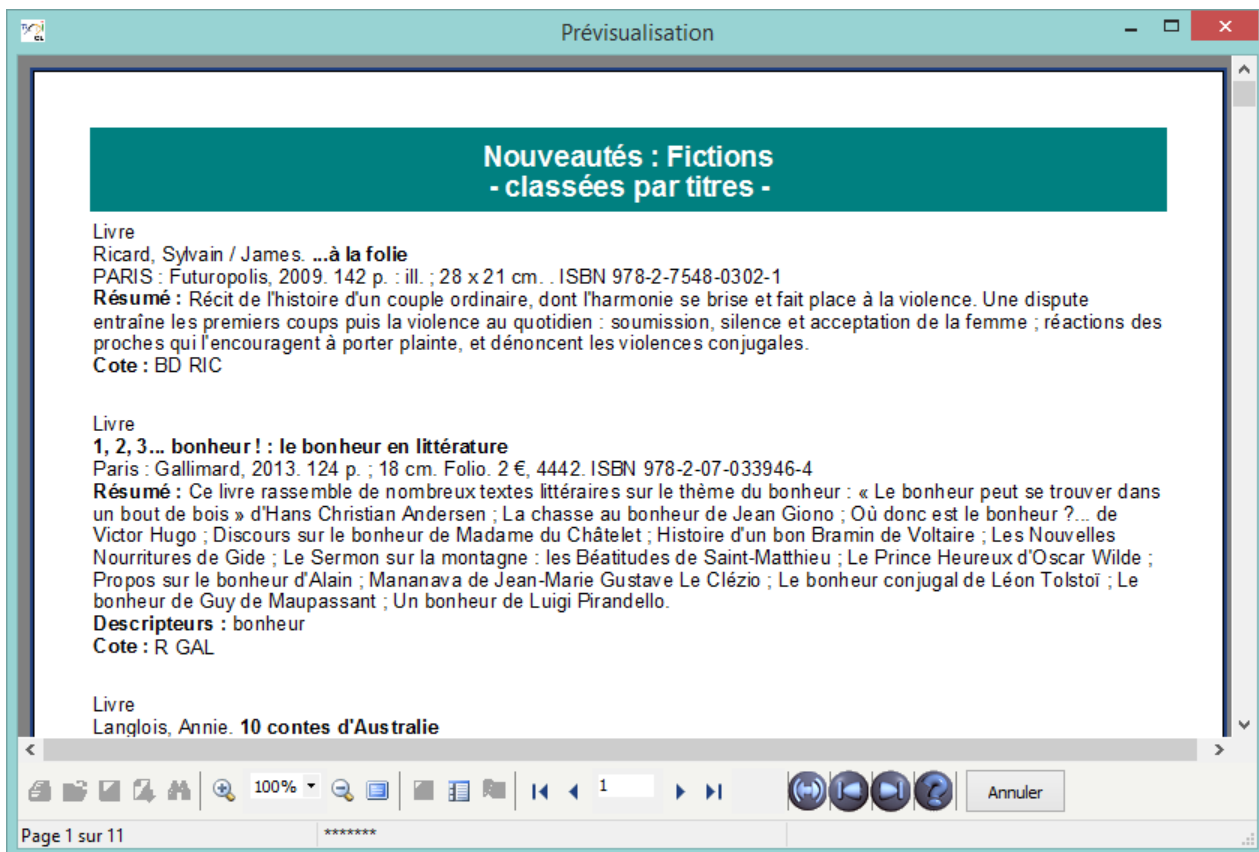 Prévisualisation
Nouveautés : Fictions
- classées par titres -
Livre
Ricard, Sylvain / James. ...à la folie
PARIS : Futuropolis, 2009. 142 p. : ill. ; 28 x 21 cm. . ISBN 978-2-7548-0302-1
Résumé : Récit de l'histoire d'un couple ordinaire, dont l'harmonie se brise et fait place à la violence. Une dispute
entraîne les premiers coups puis la violence au quotidien : soumission, silence et acceptation de la femme ; réactions des
proches qui l'encouragent à porter plainte, et dénoncent les violences conjugales.
Cote : BD RIC
Livre
1, 2, 3... bonheur ! : le bonheur en littérature
Paris : Gallimard, 2013. 124 p. ; 18 cm. Folio. 2 €, 4442. ISBN 978-2-07-033946-4
Résumé : Ce livre rassemble de nombreux textes littéraires sur le thème du bonheur : « Le bonheur peut se trouver dans
un bout de bois » d'Hans Christian Andersen ; La chasse au bonheur de Jean Giono ; Où donc est le bonheur ?... de
Victor Hugo ; Discours sur le bonheur de Madame du Châtelet ; Histoire d'un bon Bramin de Voltaire ; Les Nouvelles
Nourritures de Gide ; Le Sermon sur la montagne : les Béatitudes de Saint-Matthieu ; Le Prince Heureux d'Oscar Wilde ;
Propos sur le bonheur d'Alain ; Mananava de Jean-Marie Gustave Le Clézio ; Le bonheur conjugal de Léon Tolstoï ; Le
bonheur de Guy de Maupassant ; Un bonheur de Luigi Pirandello.
Descripteurs : bonheur
Cote : R GAL
Livre
Langlois, Annie. 10 contes d'Australie
100%
1
Annuler
Page 1 sur 11
*******